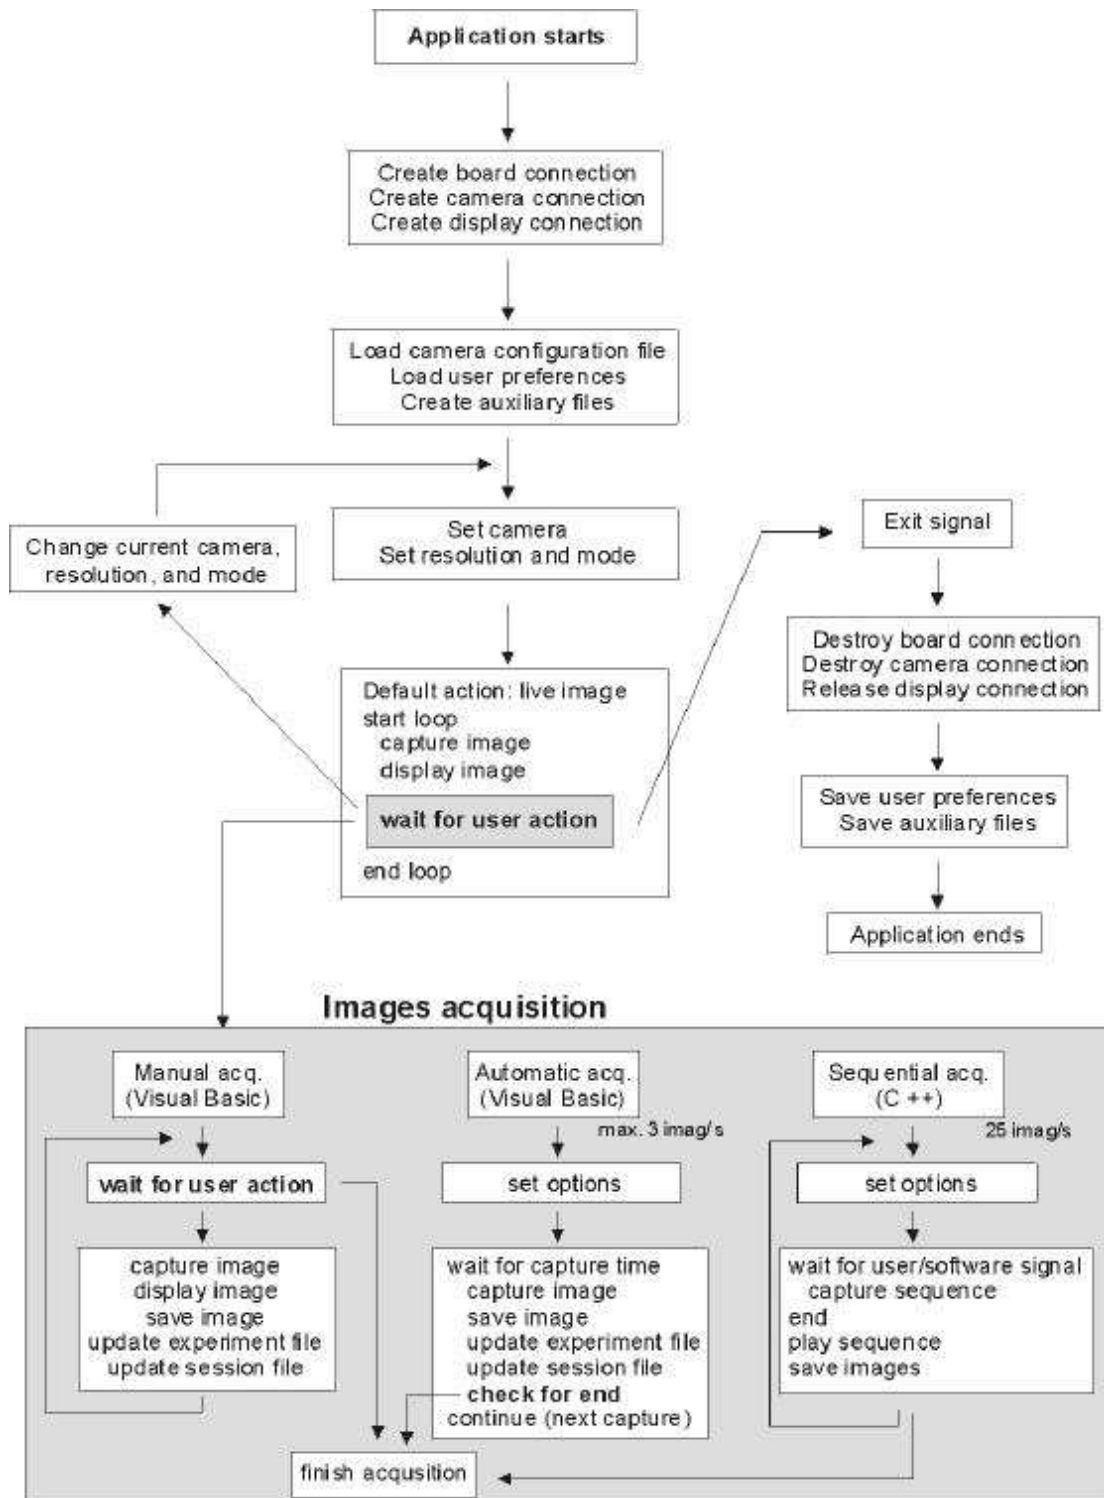 Application starts
Create board connection
Create camera connection
Create display connection
Load camera configuration file
Load user preferences
Create auxiliary files
Change current camera,
resolution, and mode
Set camera
Set resolution and mode
Exit signal
Default action: live image
start loop
capture image
display image
wait for user action
end loop
Destroy board connection
Destroy camera connection
Release display connection
Save user preferences
Save auxiliary files
Application ends
Images acquisition
Manual acq.
(Visual Basic)
wait for user action
capture image
display image
save image
update experiment file
update session file
Automatic acq.
(Visual Basic)
max. 3 imag/s
set options
wait for capture time
capture image
save image
update experiment file
update session file
check for end
continue (next capture)
Sequential acq.
(C ++)
25 imag/s
set options
wait for user/software signal
capture sequence
end
play sequence
save images
finish acqusition